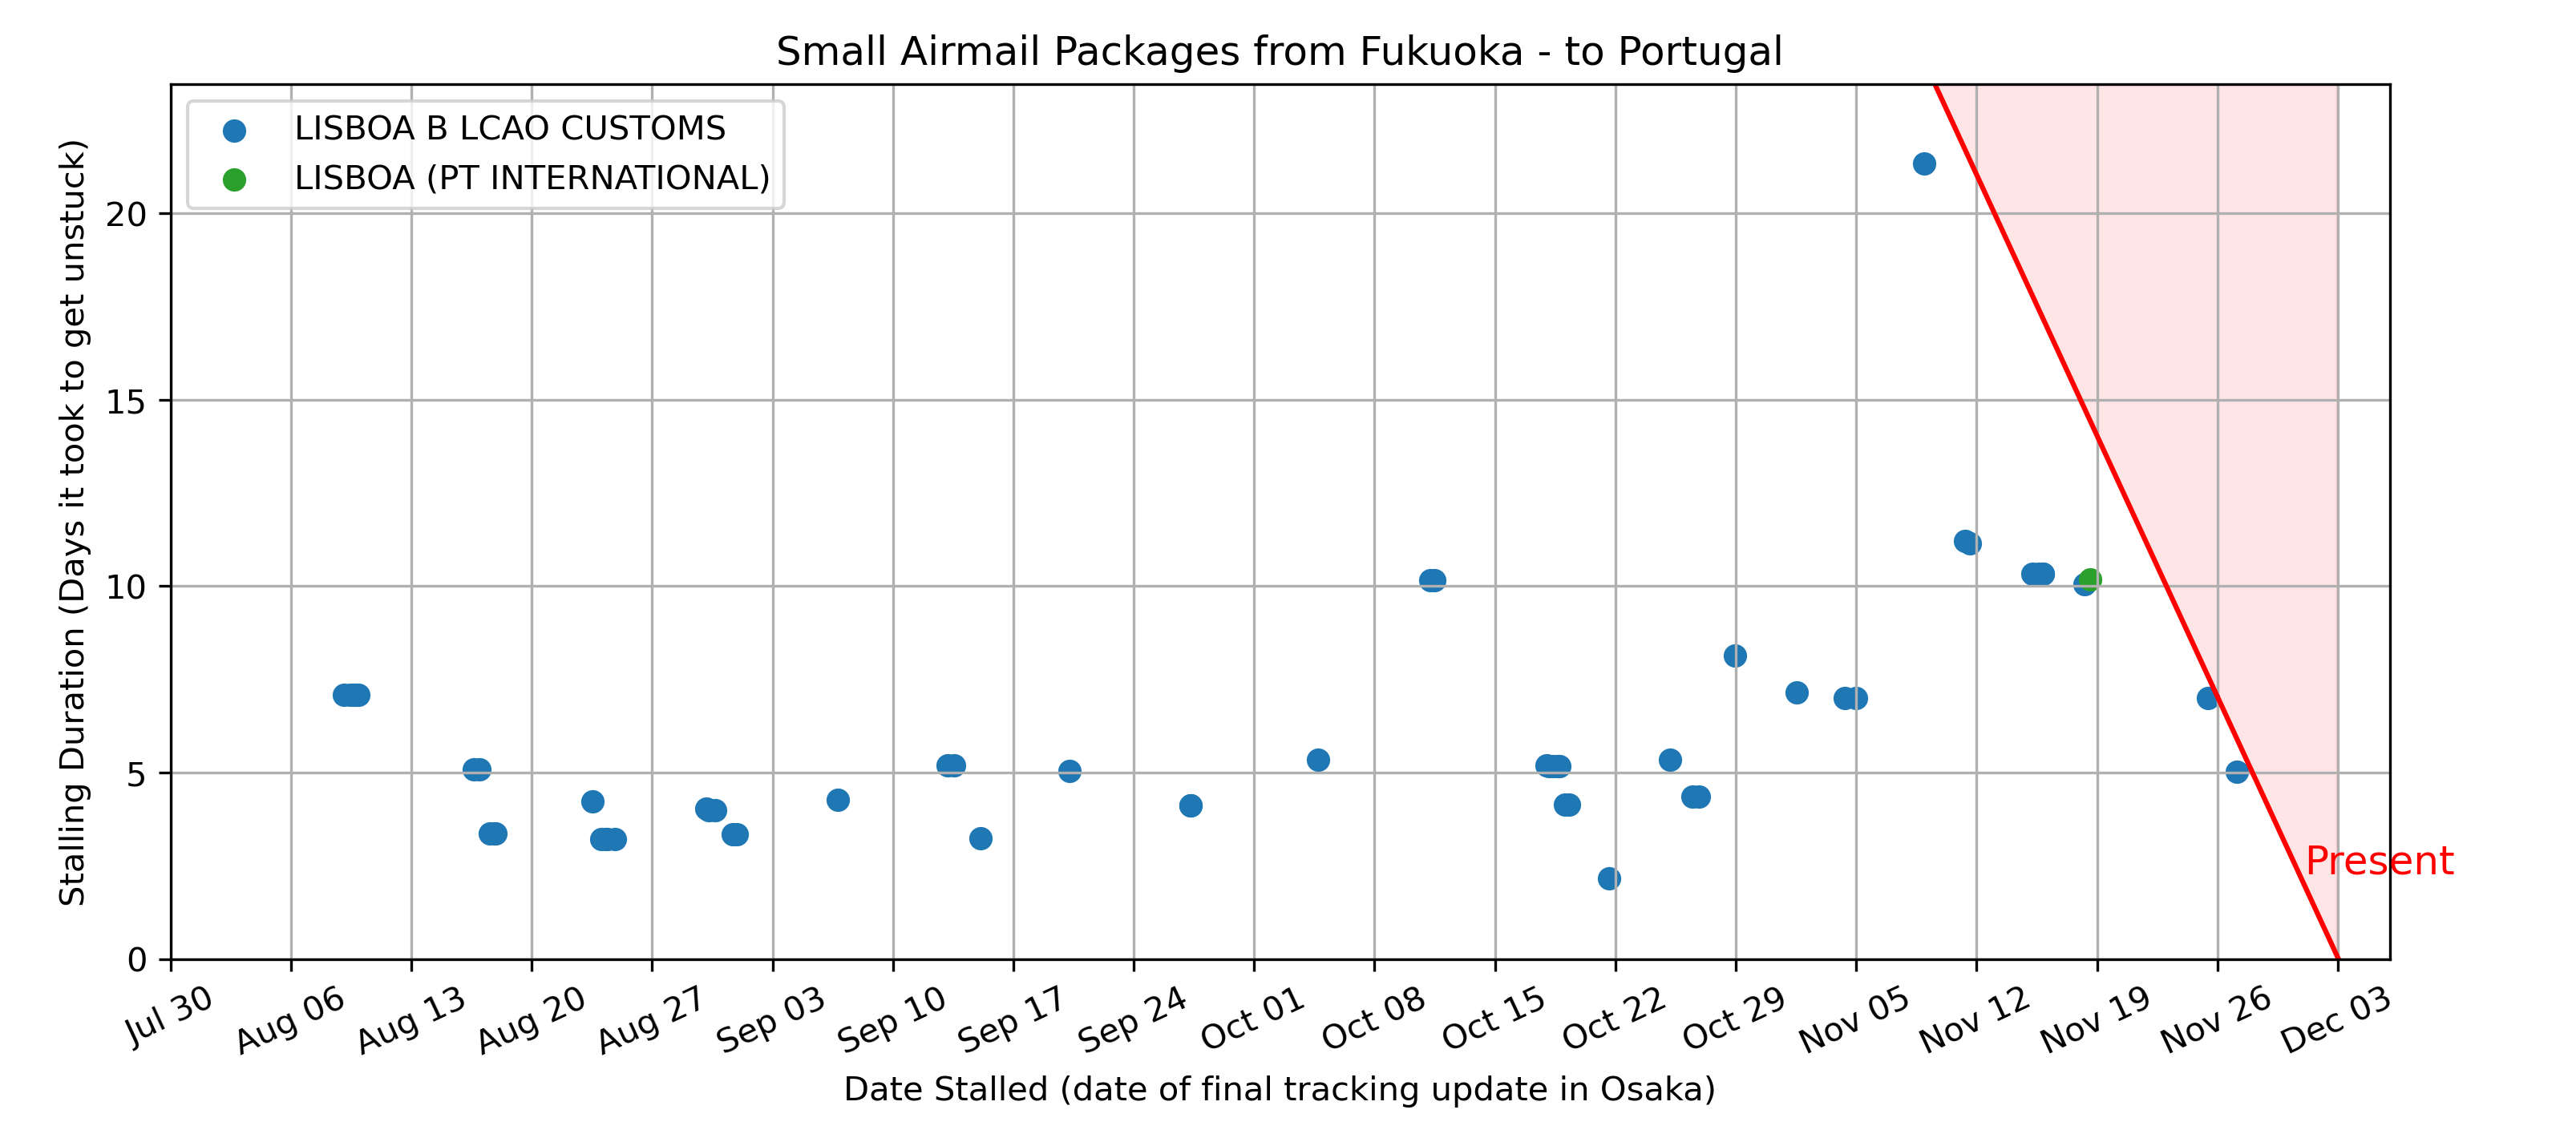 Small Airmail Packages from Fukuoka - to Portugal
LISBOA B LCAO CUSTOMS
LISBOA (PT INTERNATIONAL)
Stalling Duration (Days it took to get unstuck)
20
15
10
5
0
Present
Jul 30
Aug 06
Aug 13
Aug 20
Aug 27
Sep 03
Sep 10
Sep 17
Sep 24
Oct 01
Oct 08
Oct 15
Oct 22
Oct 29
Nov 05
Nov 12
Nov 19
Nov 26
Dec 03
Date Stalled (date of final tracking update in Osaka)